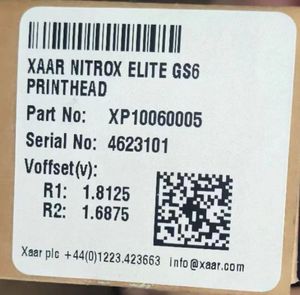 XAAR NITROX ELITE GS6
PRINTHEAD
Part No: XP10060005
Serial No: 4623101
Voffset(v):
R1: 1.8125
R2: 1.6875
Xaar plc +44(0)1223.423663 info@xaar.com